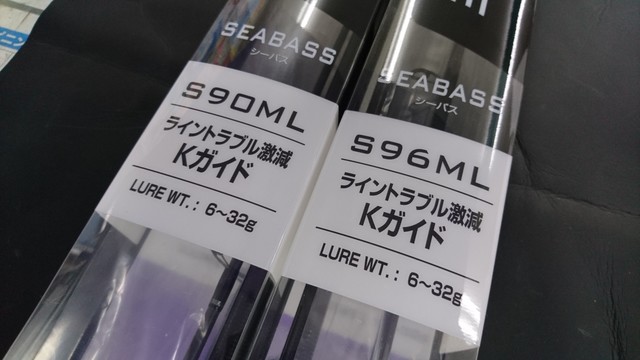 SEABASS
シーバス
S90ML
ライントラブル激減
Kガイド
LURE WT.: 6〜32g
SEABASS
シーバス
S96ML
ライントラブル激減
Kガイド
LURE WT.: 6〜32g